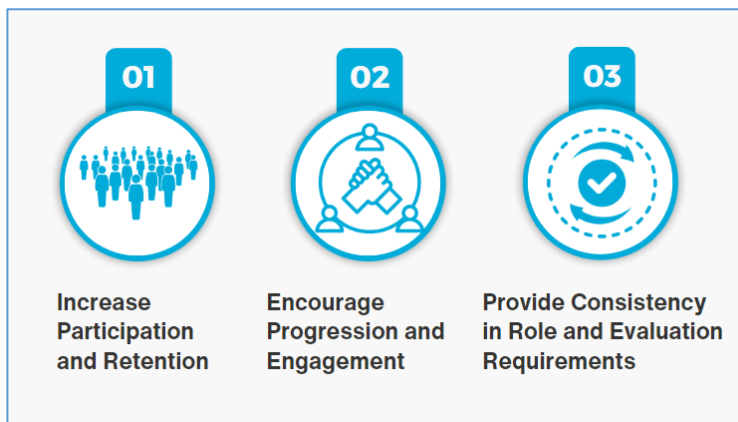 01
Increase
Participation
and Retention
02
Encourage
Progression and
Engagement
03
Provide Consistency
in Role and Evaluation
Requirements